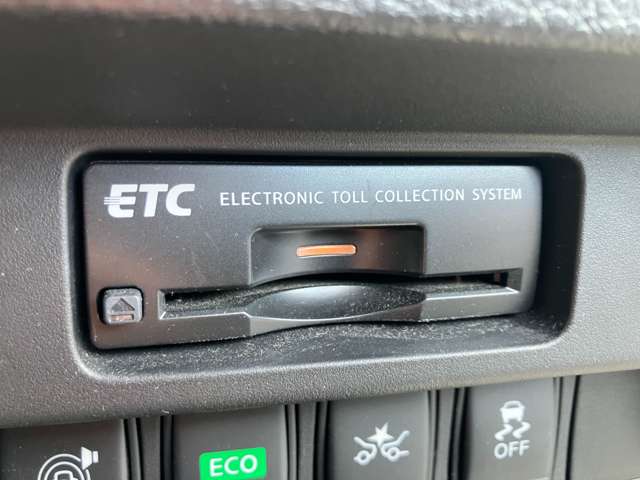 ETC ELECTRONIC TOLL COLLECTION SYSTEM
ECO
OFF